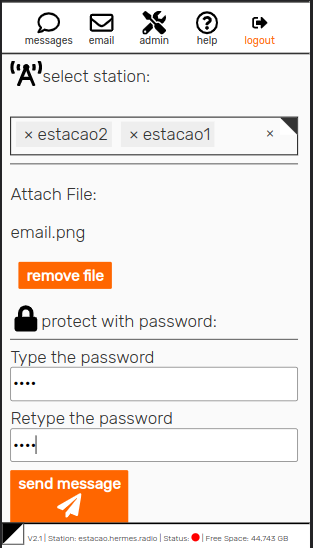 messages email admin help logout
select station:
× estacao2 × estacao1 ×
Attach File:
email.png
remove file
protect with password:
Type the password
••••
Retype the password
••••
send message
V2.1 | Station: estacao.hermes.radio | Status: | Free Space: 44.743 GB